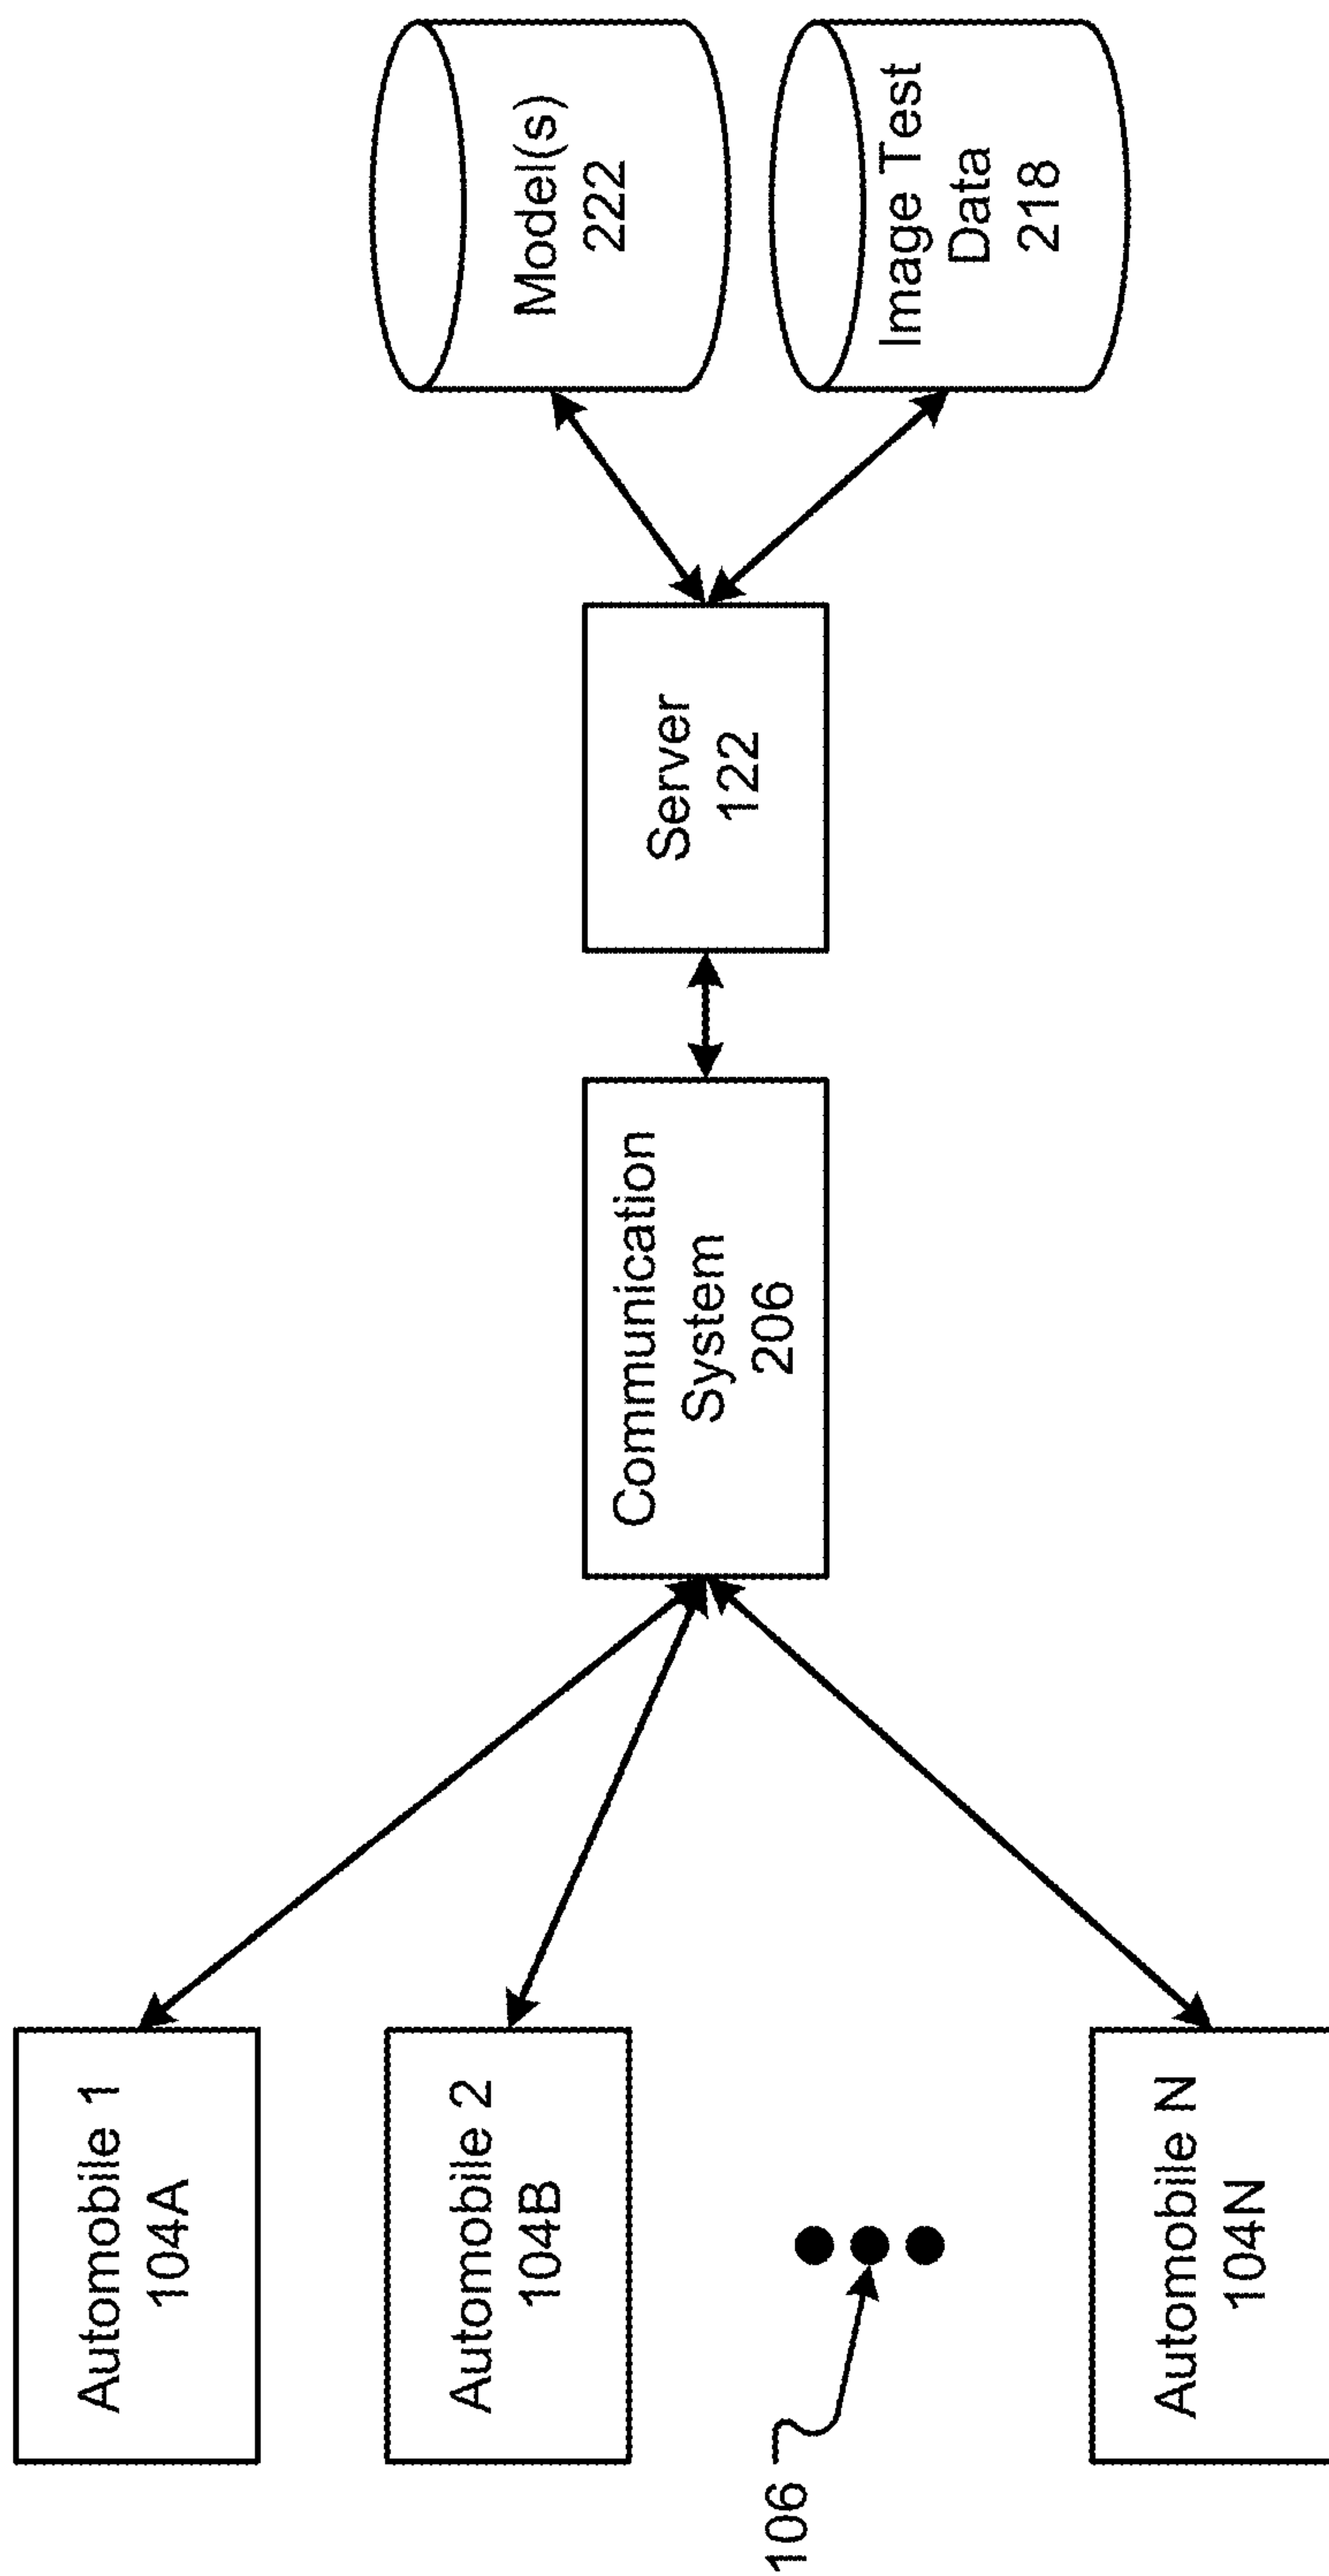 Automobile 1
104A
Automobile 2
104B
106
Automobile N
104N
Communication
System
206
Server
122
Model(s)
222
Image Test
Data
218